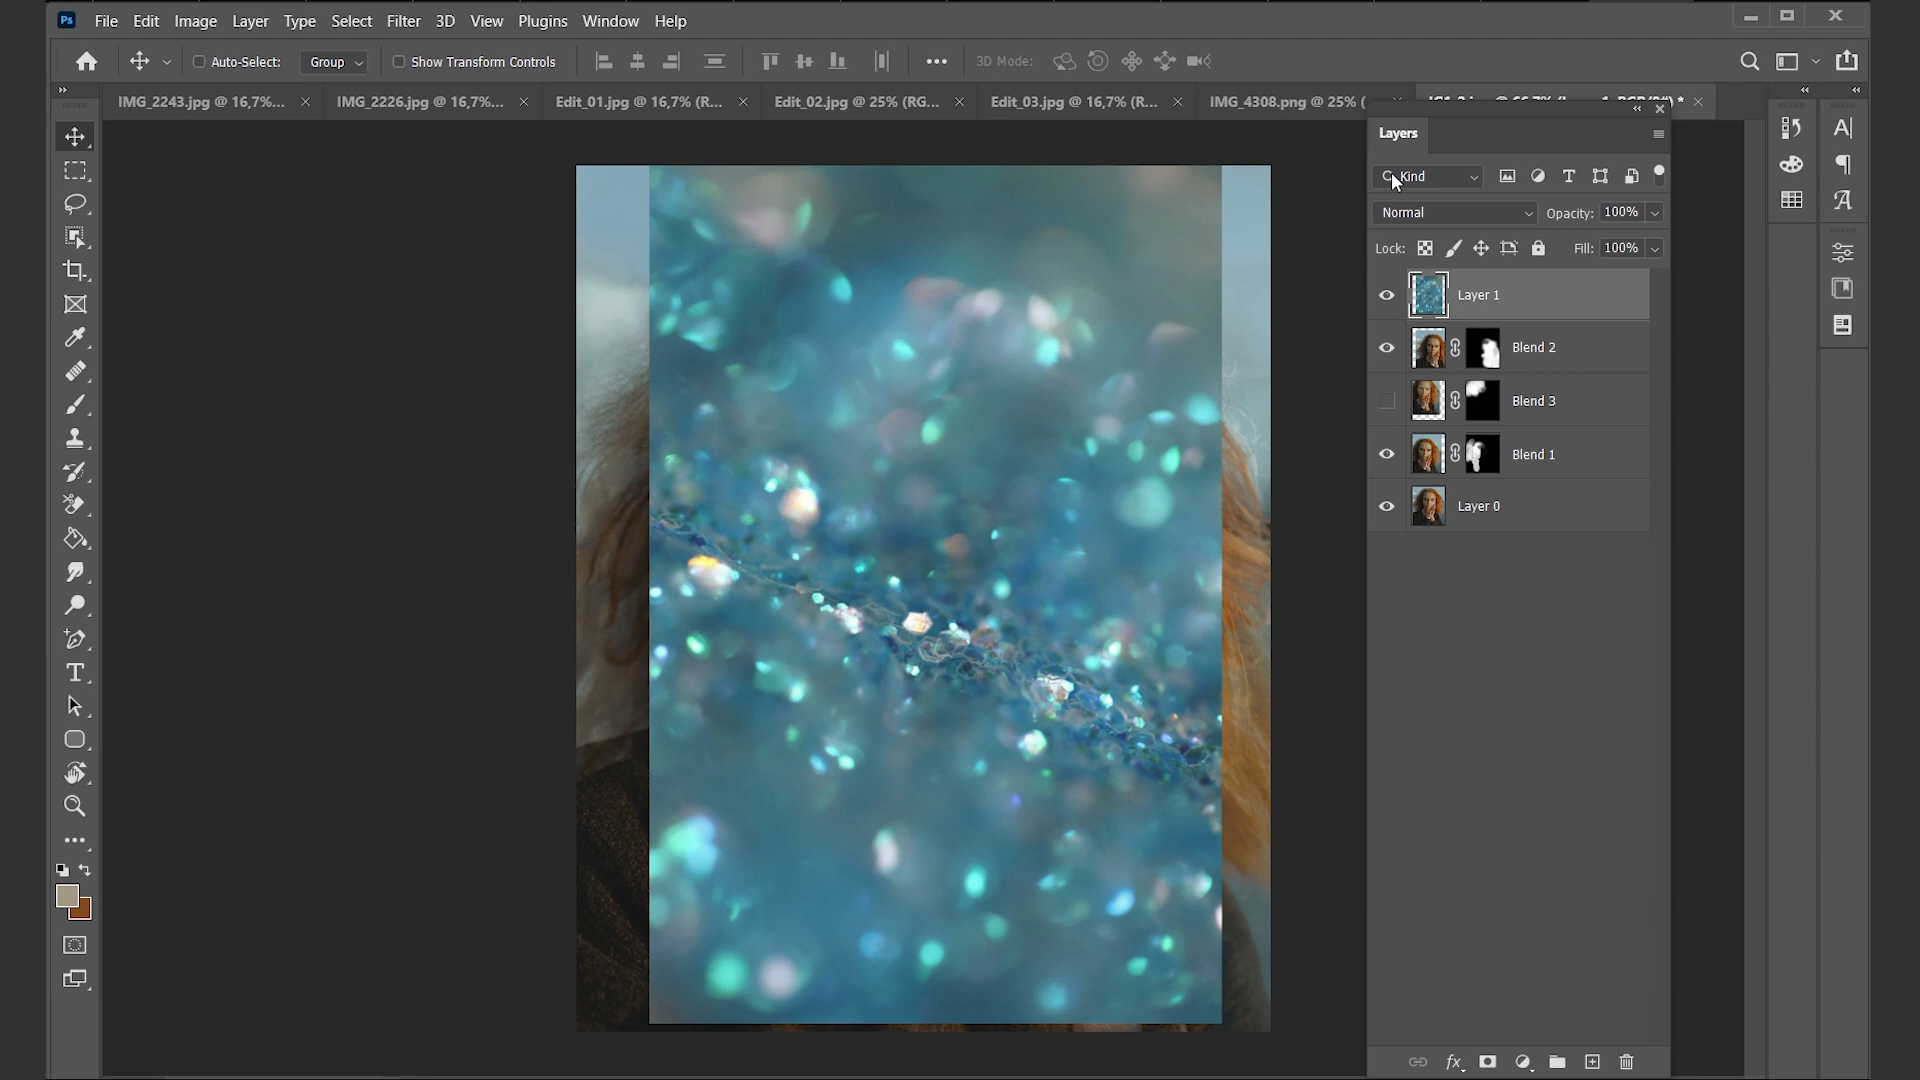 Ps File Edit Image Layer Type Select Filter 3D View Plugins Window Help
Auto-Select: Group Show Transform Controls 3D Mode:
IMG_2243.jpg @ 16,7%... IMG_2226.jpg @ 16,7%... Edit_01.jpg @ 16,7% (R... Edit_02.jpg @ 25% (RG... Edit_03.jpg @ 16,7% (R... IMG_4308.png @ 25% (
Layers
Kind
Normal Opacity: 100%
Lock: Fill: 100%
Layer 1
Blend 2
Blend 3
Blend 1
Layer 0
fx